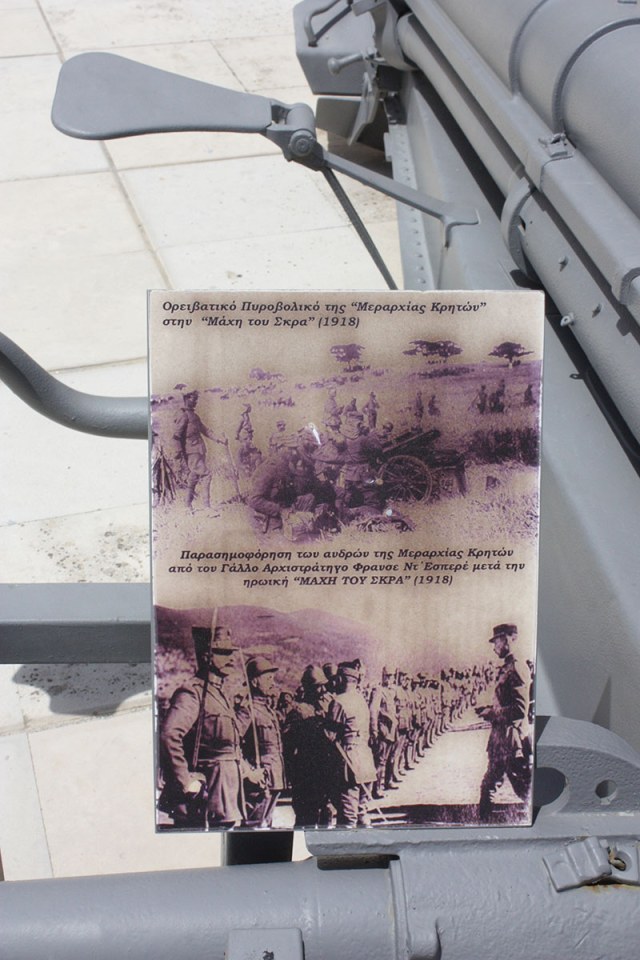 Ορειβατικό Πυροβολικό της “Μεραρχίας Κρητών”
στην “Μάχη του Σκρα” (1918)
Παρασημοφόρηση των ανδρών της Μεραρχίας Κρητών
από τον Γάλλο Αρχιστράτηγο Φρανσε Ντ΄Εσπερέ μετά την
ηρωική “ΜΑΧΗ ΤΟΥ ΣΚΡΑ” (1918)